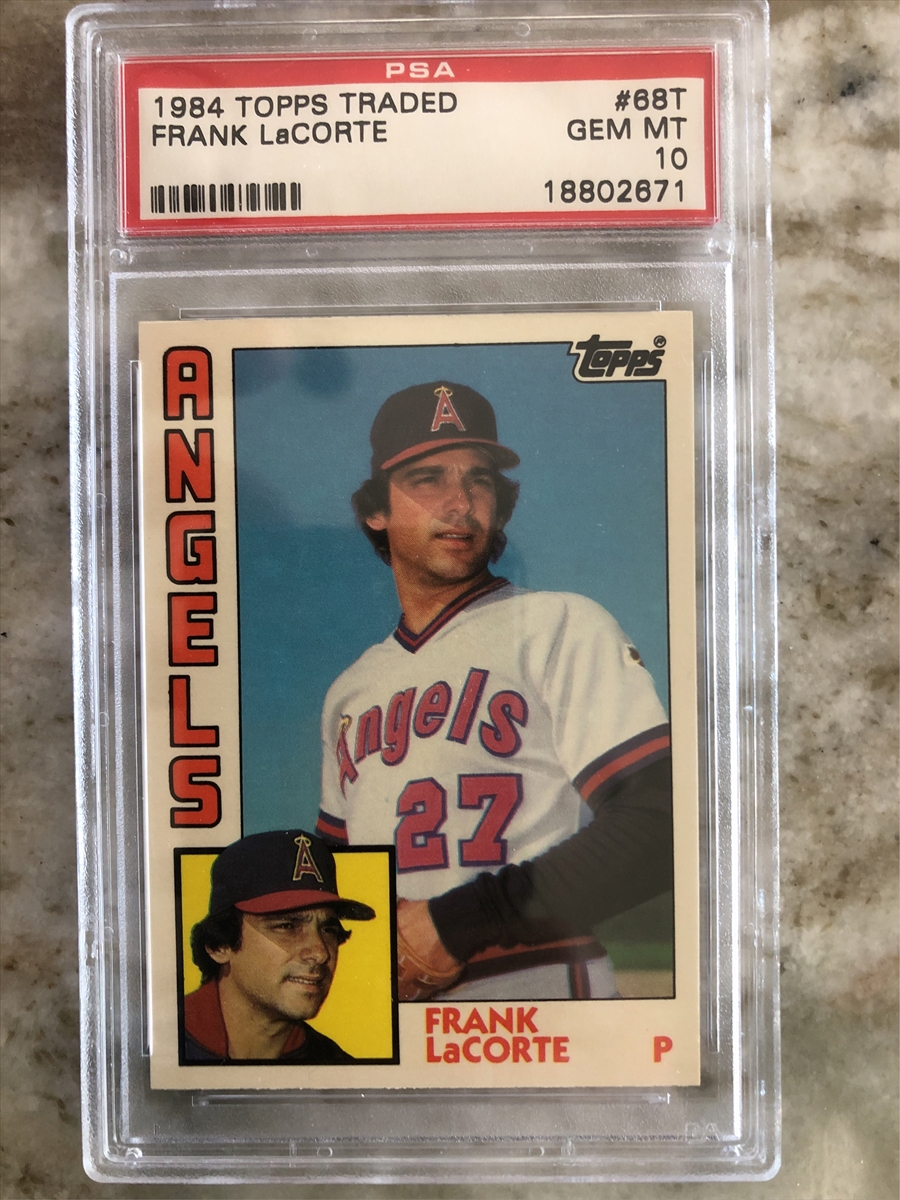 PSA
1984 TOPPS TRADED #68T
FRANK LaCORTE GEM MT
10
18802671
Topps®
ANGELS
A
Angels
27
A
FRANK
LaCORTE P